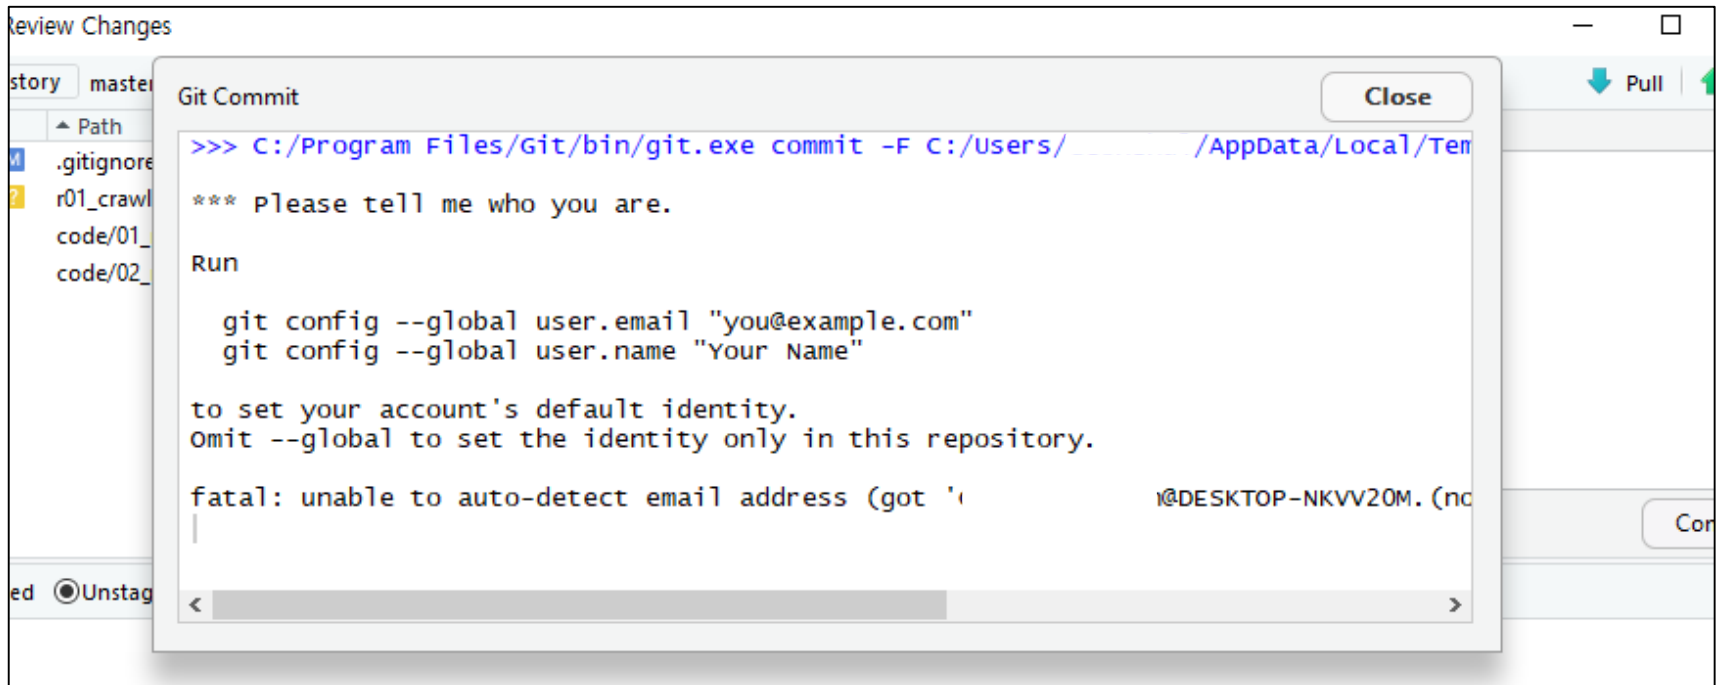 Review Changes
story master Pull
Path
M .gitignore
? r01_crawl
code/01_
code/02_
Git Commit Close
>>> C:/Program Files/Git/bin/git.exe commit -F C:/Users/ /AppData/Local/Tem
*** Please tell me who you are.
Run
git config --global user.email "you@example.com"
git config --global user.name "Your Name"
to set your account's default identity.
Omit --global to set the identity only in this repository.
fatal: unable to auto-detect email address (got ' @DESKTOP-NKVV2OM.(no
Con
ed Unstag